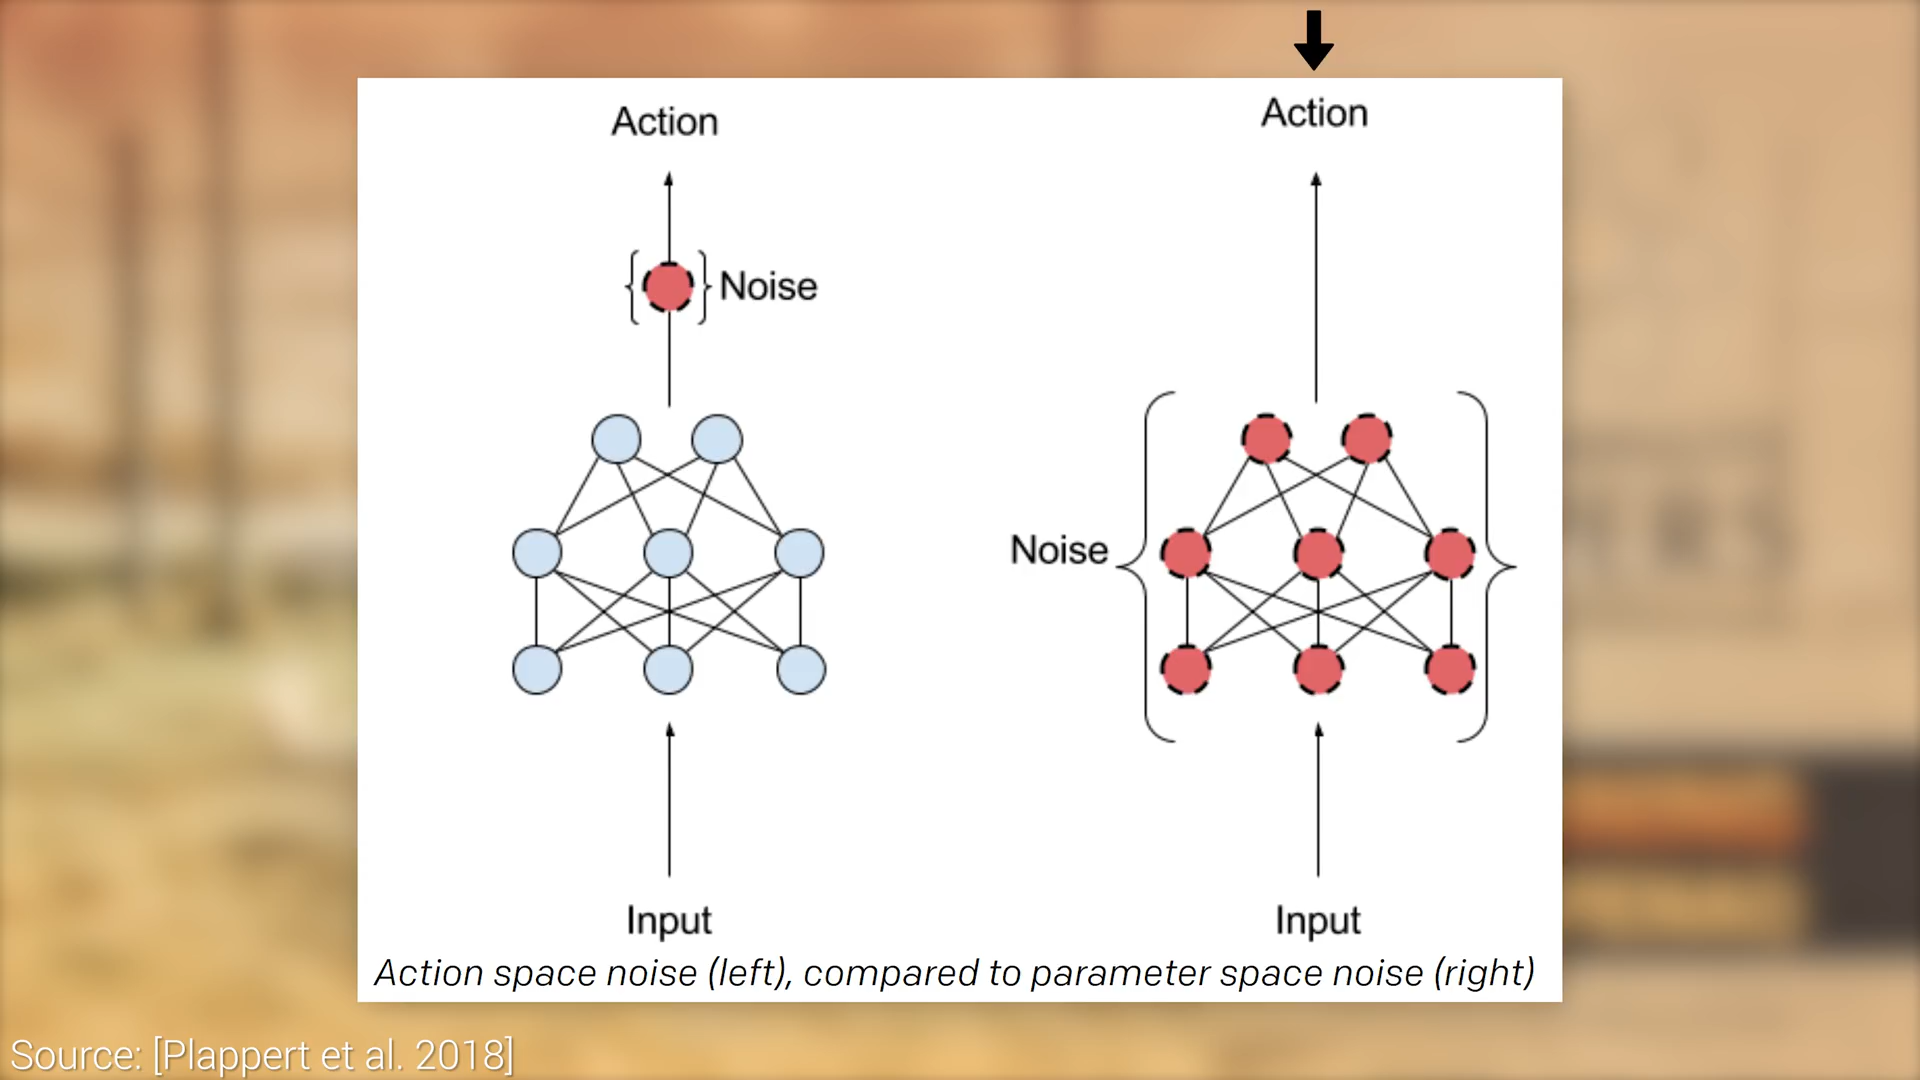 Action
Action
Noise
Noise
Input
Input
Action space noise (left), compared to parameter space noise (right)
Source: [Plappert et al. 2018]